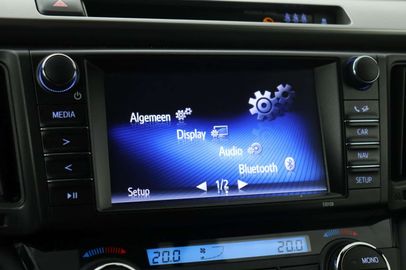 MEDIA
>
<
Algemeen
Display
Audio
Bluetooth
Setup
1/2
CAR
NAV
SETUP
20.0
20.0
MONO